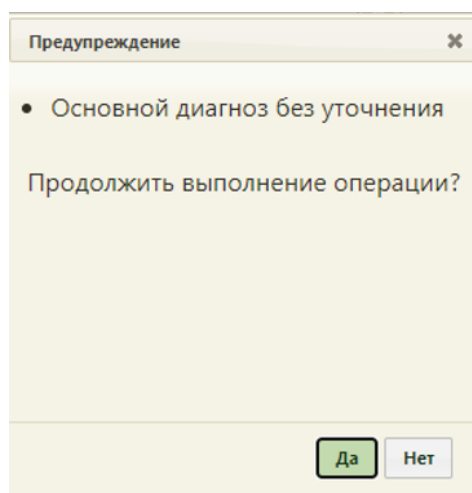 Предупреждение
• Основной диагноз без уточнения
Продолжить выполнение операции?
Да Нет